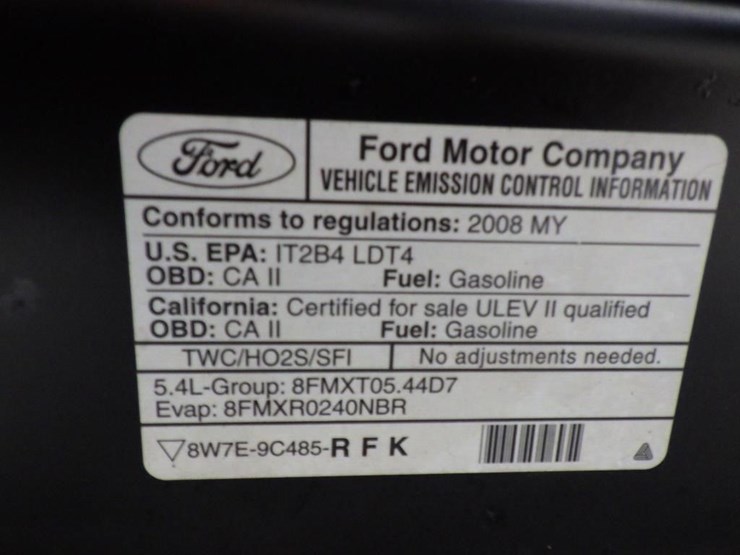 Ford
Ford Motor Company
VEHICLE EMISSION CONTROL INFORMATION
Conforms to regulations: 2008 MY
U.S. EPA: IT2B4 LDT4
OBD: CA II Fuel: Gasoline
California: Certified for sale ULEV II qualified
OBD: CA II Fuel: Gasoline
TWC/HO2S/SFI No adjustments needed.
5.4L-Group: 8FMXT05.44D7
Evap: 8FMXR0240NBR
▽8W7E-9C485-R F K